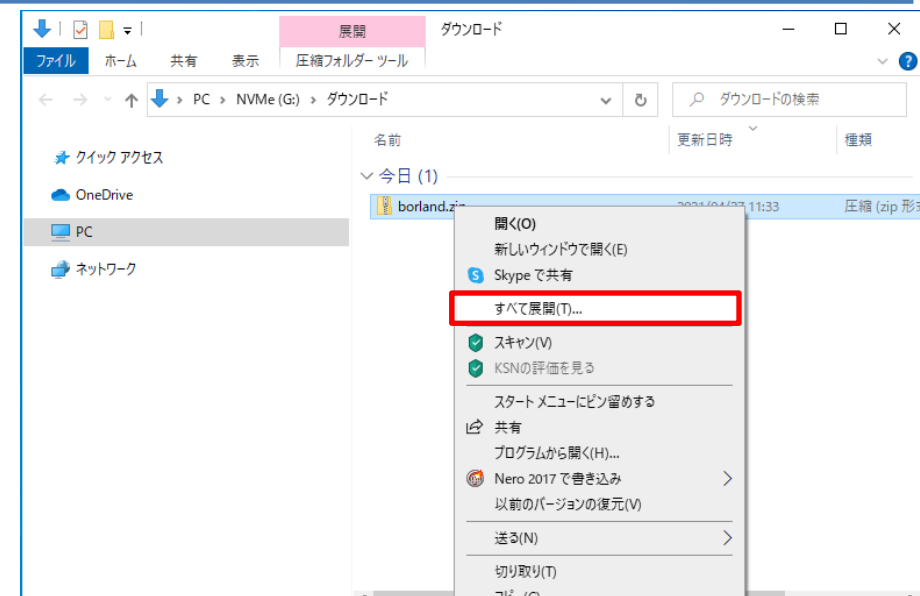 展開
ダウンロード
ファイル
ホーム
共有
表示
圧縮フォルダー ツール
PC
NVMe (G:)
ダウンロード
ダウンロードの検索
クイック アクセス
OneDrive
PC
ネットワーク
名前
更新日時
種類
今日 (1)
borland.zip
2021/04/27 11:33
圧縮 (zip 形式
開く(O)
新しいウィンドウで開く(E)
Skype で共有
すべて展開(T)...
スキャン(V)
KSNの評価を見る
スタート メニューにピン留めする
共有
プログラムから開く(H)...
Nero 2017 で書き込み
以前のバージョンの復元(V)
送る(N)
切り取り(T)
コピー(C)